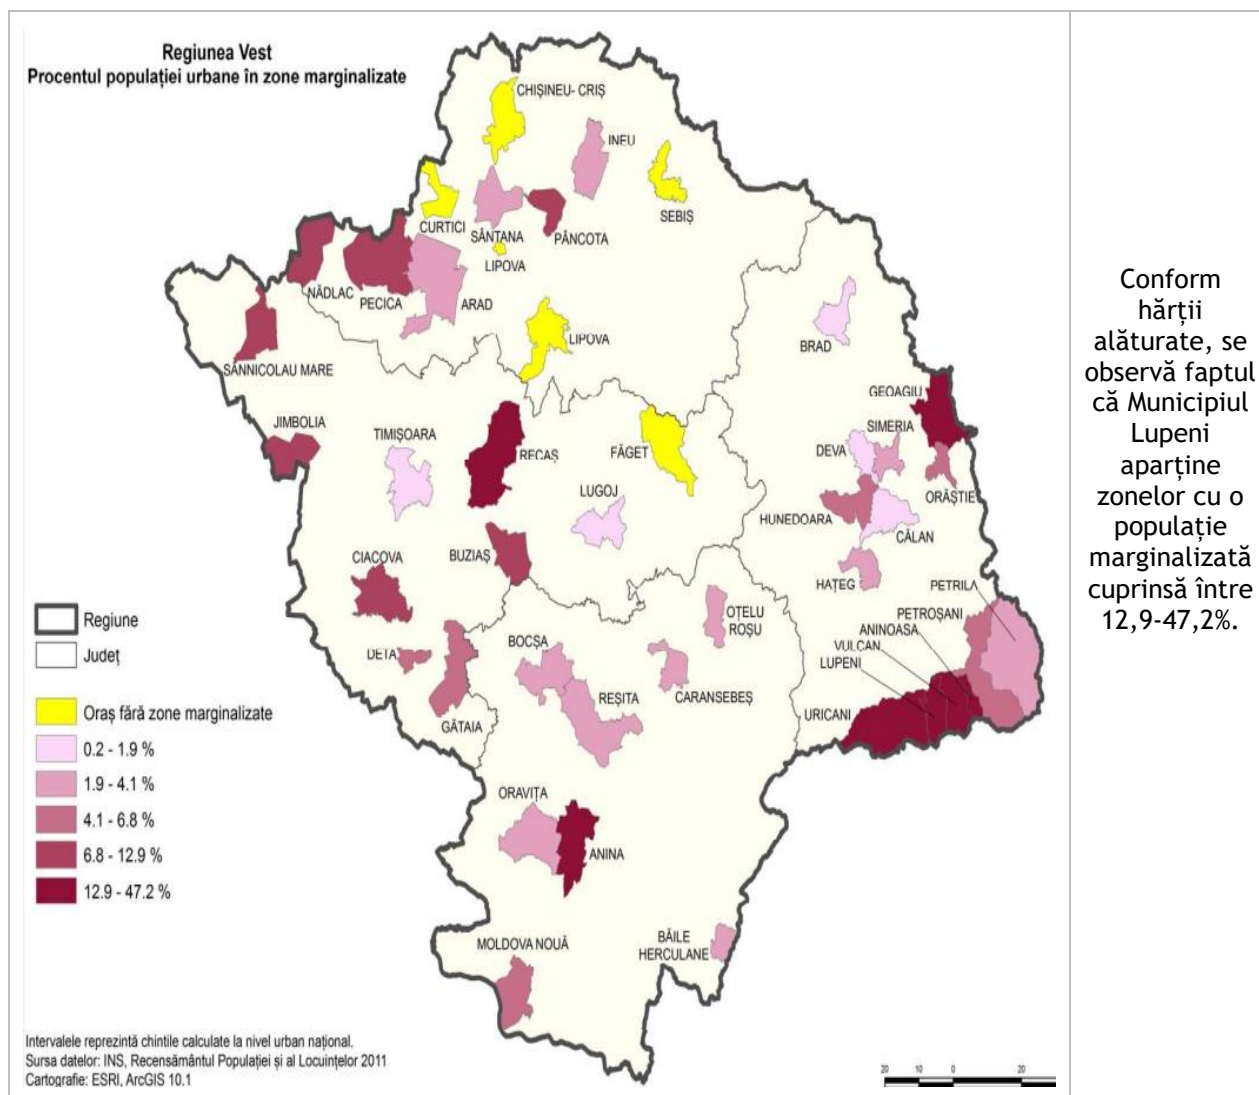 Regiunea Vest
Procentul populației urbane în zone marginalizate
CHIȘINEU- CRIȘ
INEU
SEBIȘ
CURTICI
SÂNTANA
PÂNCOTA
LIPOVA
NĂDLAC
PECICA
ARAD
LIPOVA
SÂNNICOLAU MARE
BRAD
GEOAGIU
JIMBOLIA
TIMIȘOARA
RECAȘ
FĂGET
SIMERIA
DEVA
LUGOJ
ORĂȘTIE
HUNEDOARA
CĂLAN
CIACOVA
BUZIAȘ
HAȚEG
PETRILA
OȚELU
ROȘU
PETROȘANI
ANINOASA
VULCAN
LUPENI
DETA
BOCȘA
REȘITA
CARANSEBEȘ
URICANI
GĂTAIA
ORAVIȚA
ANINA
MOLDOVA NOUĂ
BĂILE
HERCULANE
Regiune
Județ
Oraș fără zone marginalizate
0.2 - 1.9 %
1.9 - 4.1 %
4.1 - 6.8 %
6.8 - 12.9 %
12.9 - 47.2 %
Intervalele reprezintă chintile calculate la nivel urban național.
Sursa datelor: INS, Recensământul Populației și al Locuințelor 2011
Cartografie: ESRI, ArcGIS 10.1
20 10 0 20
Conform
hărții
alăturate, se
observă faptul
că Municipiul
Lupeni
aparține
zonelor cu o
populație
marginalizată
cuprinsă între
12,9-47,2%.